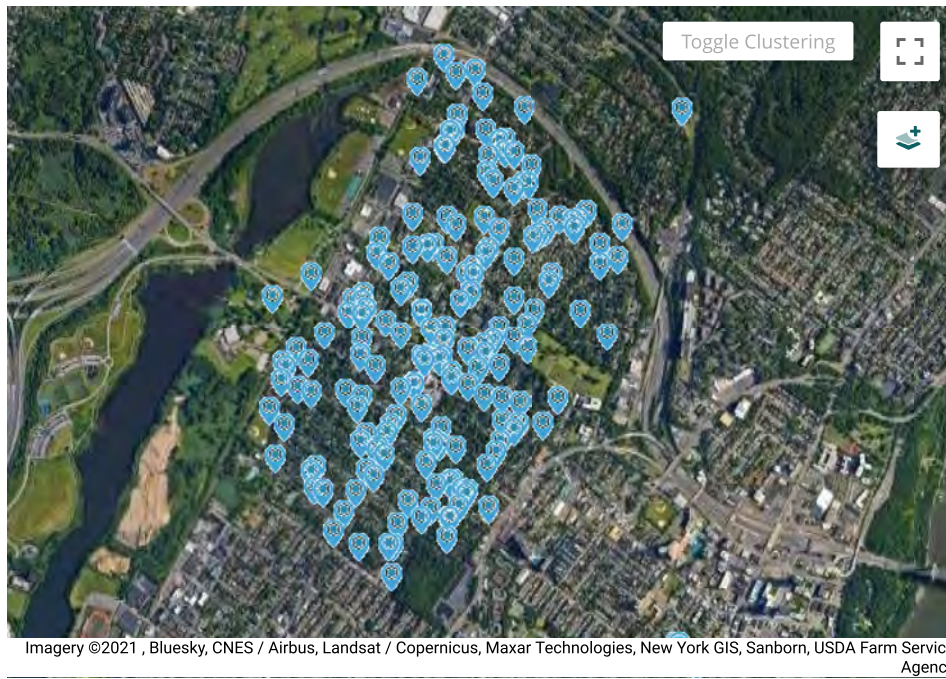 Toggle Clustering
Imagery ©2021 , Bluesky, CNES / Airbus, Landsat / Copernicus, Maxar Technologies, New York GIS, Sanborn, USDA Farm Servic
Agenc